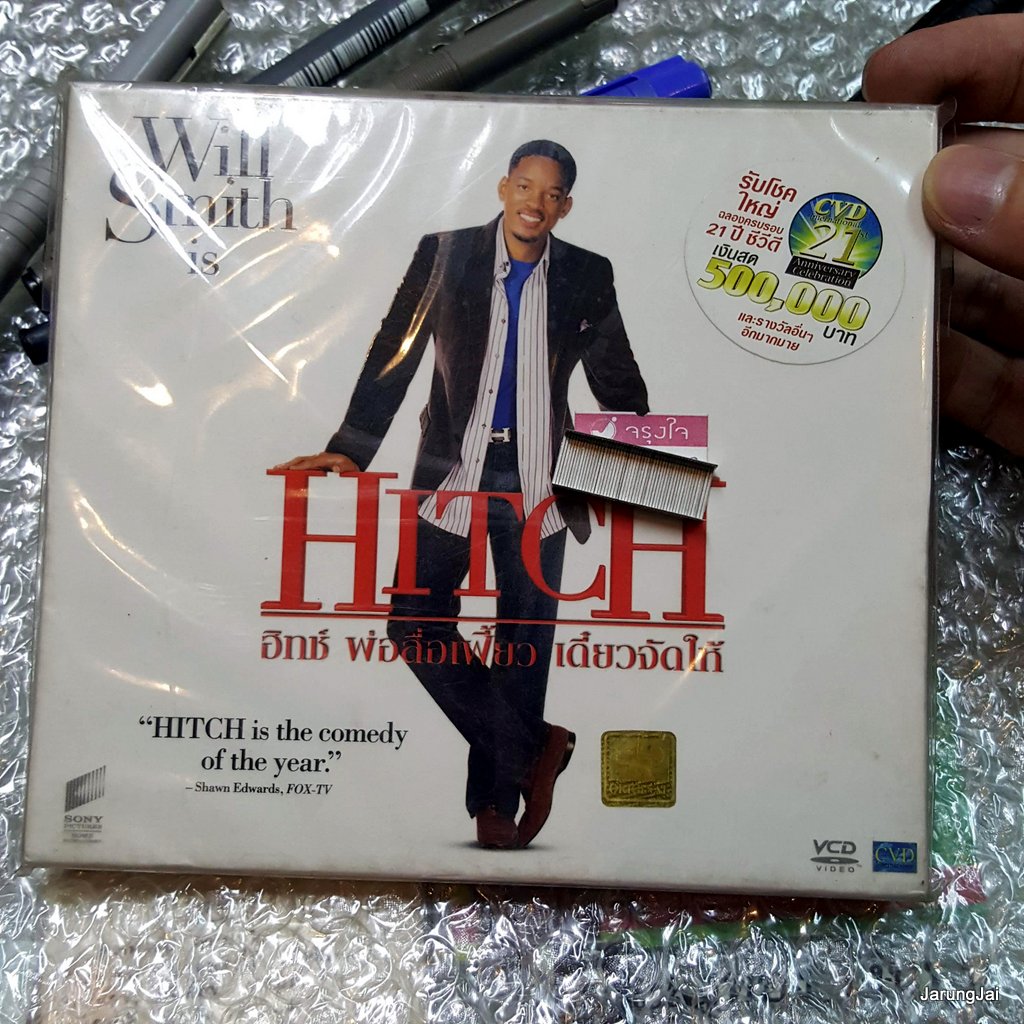 Will
Smith
is
รับโชค
ใหญ่
ฉลองครบรอบ
21 ปี ซีวีดี
เงินสด
500,000
บาท
และรางวัลอื่นๆ
อีกมากมาย
CVD
International
21
Anniversary
Celebration
จรุงใจ
HITCH
ฮิทช์ พ่อสื่อเฟี้ยว เดี๋ยวจัดให้
“HITCH is the comedy
of the year.”
– Shawn Edwards, FOX-TV
SONY
PICTURES
HOME
VCD
VIDEO
CVD
JarungJai